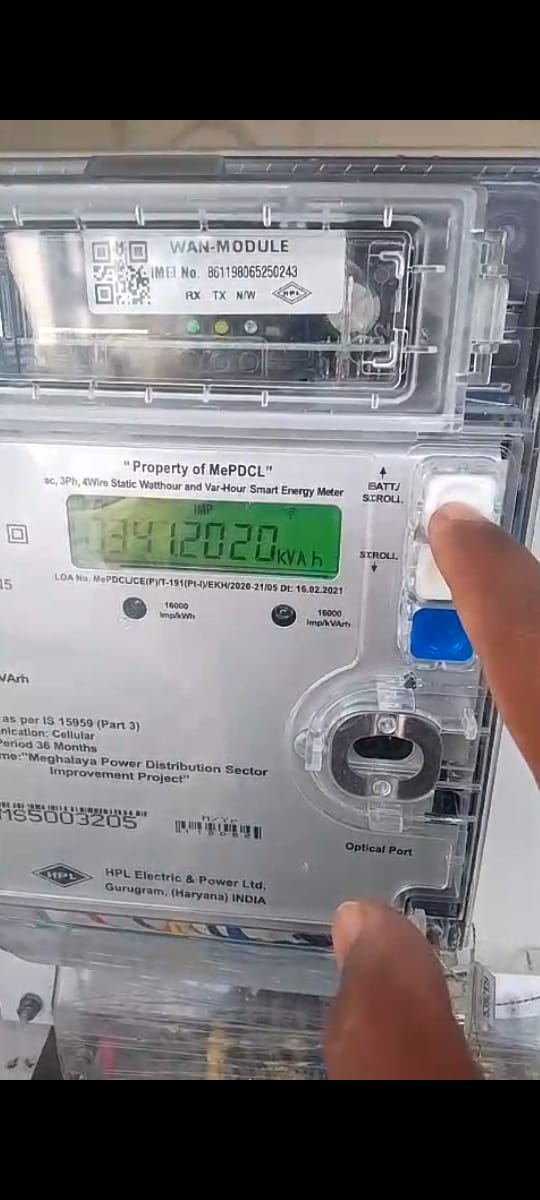 WAN-MODULE
IMEI No. 861198065250243
RX TX N/W
HPL
"Property of MePDCL"
ac, 3Ph, 4Wire Static Watthour and Var-Hour Smart Energy Meter
BATT/
SCROLL
IMP
kVAh
SCROLL
LOA No. MePDCL/CE(P)/T-191(Pt-I)/EKH/2020-21/05 Dt: 16.02.2021
15
16000
Imp/kWh
16000
Imp/kVArh
VArh
as per IS 15959 (Part 3)
nication: Cellular
Period 36 Months
me:"Meghalaya Power Distribution Sector
Improvement Project"
MS5003205
M/Yr
Optical Port
HPL
HPL Electric & Power Ltd.
Gurugram, (Haryana) INDIA